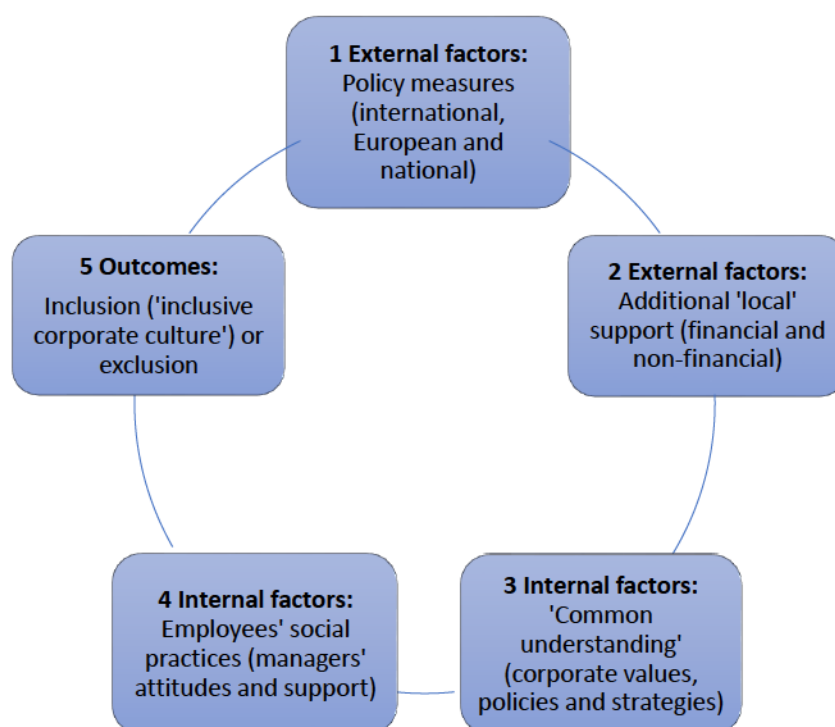 1 External factors:
Policy measures
(international,
European and
national)
2 External factors:
Additional 'local'
support (financial and
non-financial)
3 Internal factors:
'Common
understanding'
(corporate values,
policies and strategies)
4 Internal factors:
Employees' social
practices (managers'
attitudes and support)
5 Outcomes:
Inclusion ('inclusive
corporate culture') or
exclusion